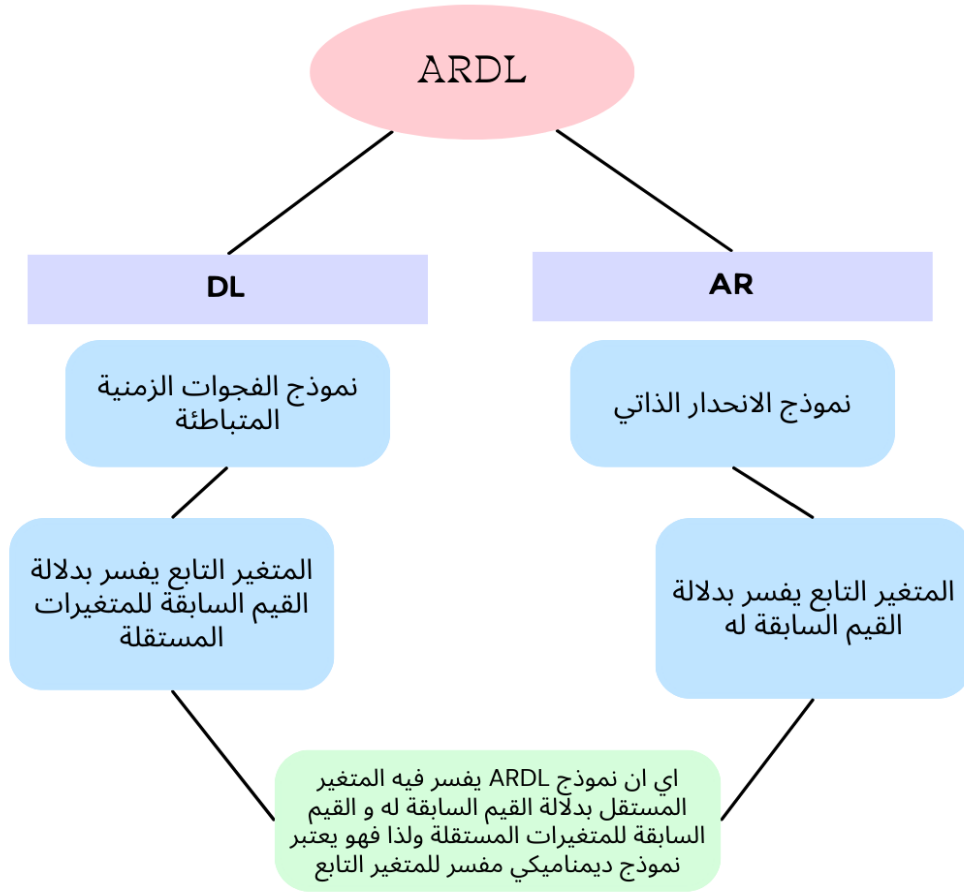 ARDL
AR
DL
نموذج الانحدار الذاتي
نموذج الفجوات الزمنية
المتباطئة
المتغير التابع يفسر بدلالة
القيم السابقة له
المتغير التابع يفسر بدلالة
القيم السابقة للمتغيرات
المستقلة
اي ان نموذج ARDL يفسر فيه المتغير
المستقل بدلالة القيم السابقة له و القيم
السابقة للمتغيرات المستقلة ولذا فهو يعتبر
نموذج ديمناميكي مفسر للمتغير التابع